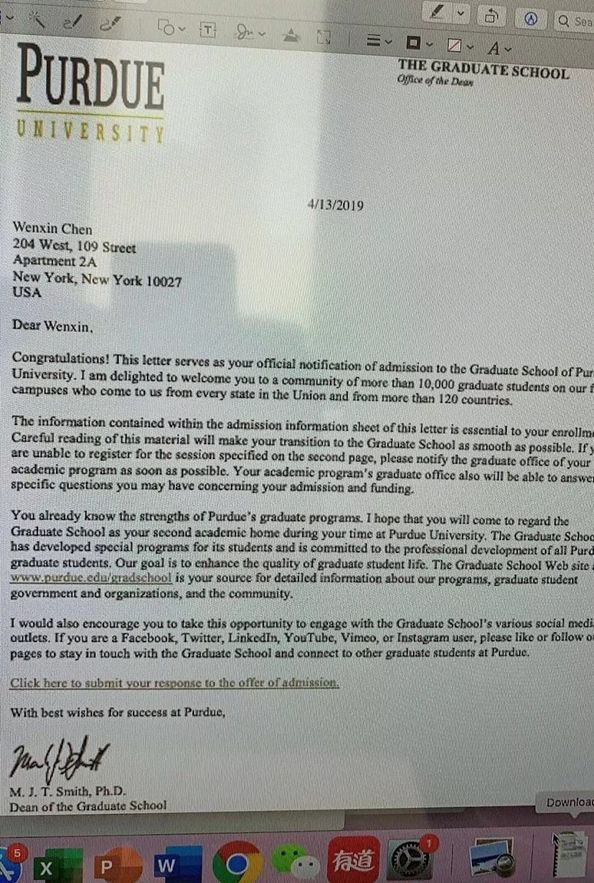 Sea
PURDUE
UNIVERSITY
THE GRADUATE SCHOOL
Office of the Dean
4/13/2019
Wenxin Chen
204 West, 109 Street
Apartment 2A
New York, New York 10027
USA
Dear Wenxin,
Congratulations! This letter serves as your official notification of admission to the Graduate School of Pur
University. I am delighted to welcome you to a community of more than 10,000 graduate students on our f
campuses who come to us from every state in the Union and from more than 120 countries.
The information contained within the admission information sheet of this letter is essential to your enrollme
Careful reading of this material will make your transition to the Graduate School as smooth as possible. If y
are unable to register for the session specified on the second page, please notify the graduate office of your
academic program as soon as possible. Your academic program's graduate office also will be able to answe
specific questions you may have concerning your admission and funding.
You already know the strengths of Purdue's graduate programs. I hope that you will come to regard the
Graduate School as your second academic home during your time at Purdue University. The Graduate Schoo
has developed special programs for its students and is committed to the professional development of all Purd
graduate students. Our goal is to enhance the quality of graduate student life. The Graduate School Web site
www.purdue.edu/gradschool is your source for detailed information about our programs, graduate student
government and organizations, and the community.
I would also encourage you to take this opportunity to engage with the Graduate School's various social medi
outlets. If you are a Facebook, Twitter, LinkedIn, YouTube, Vimeo, or Instagram user, please like or follow o
pages to stay in touch with the Graduate School and connect to other graduate students at Purdue.
Click here to submit your response to the offer of admission.
With best wishes for success at Purdue,
M. J. T. Smith, Ph.D.
Dean of the Graduate School
Downloa
5
X
P
W
有道
1